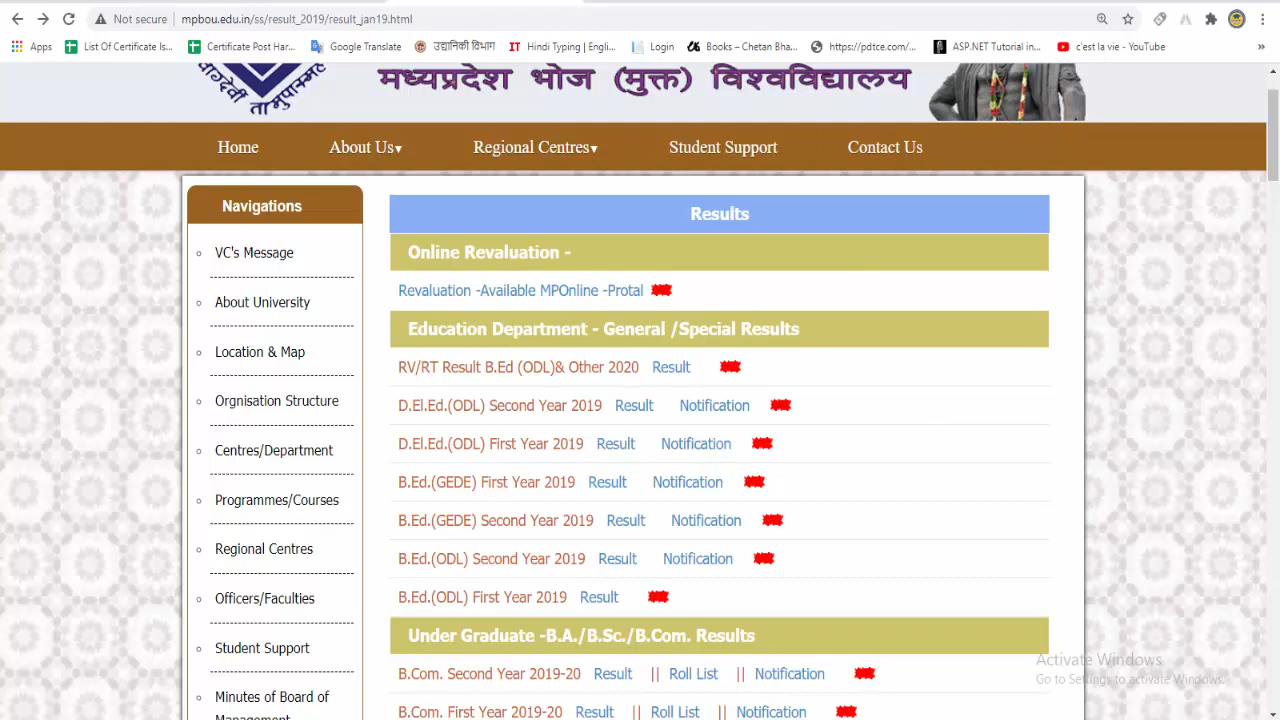 Not secure | mpbou.edu.in/ss/result_2019/result_jan19.html
Apps List Of Certificate Is... Certificate Post Har... Google Translate उद्यानिकी विभाग Hindi Typing | Engli... Login Books – Chetan Bha... https://pdtce.com/... ASP.NET Tutorial in... c'est la vie - YouTube »
मध्यप्रदेश भोज (मुक्त) विश्वविद्यालय
Home About Us▾ Regional Centres▾ Student Support Contact Us
Navigations
VC's Message
About University
Location & Map
Orgnisation Structure
Centres/Department
Programmes/Courses
Regional Centres
Officers/Faculties
Student Support
Minutes of Board of
Results
Online Revaluation -
Revaluation -Available MPOnline -Protal
Education Department - General /Special Results
RV/RT Result B.Ed (ODL)& Other 2020 Result
D.El.Ed.(ODL) Second Year 2019 Result Notification
D.El.Ed.(ODL) First Year 2019 Result Notification
B.Ed.(GEDE) First Year 2019 Result Notification
B.Ed.(GEDE) Second Year 2019 Result Notification
B.Ed.(ODL) Second Year 2019 Result Notification
B.Ed.(ODL) First Year 2019 Result
Under Graduate -B.A./B.Sc./B.Com. Results
B.Com. Second Year 2019-20 Result || Roll List || Notification
B.Com. First Year 2019-20 Result || Roll List || Notification
Activate Windows
Go to Settings to activate Windows.